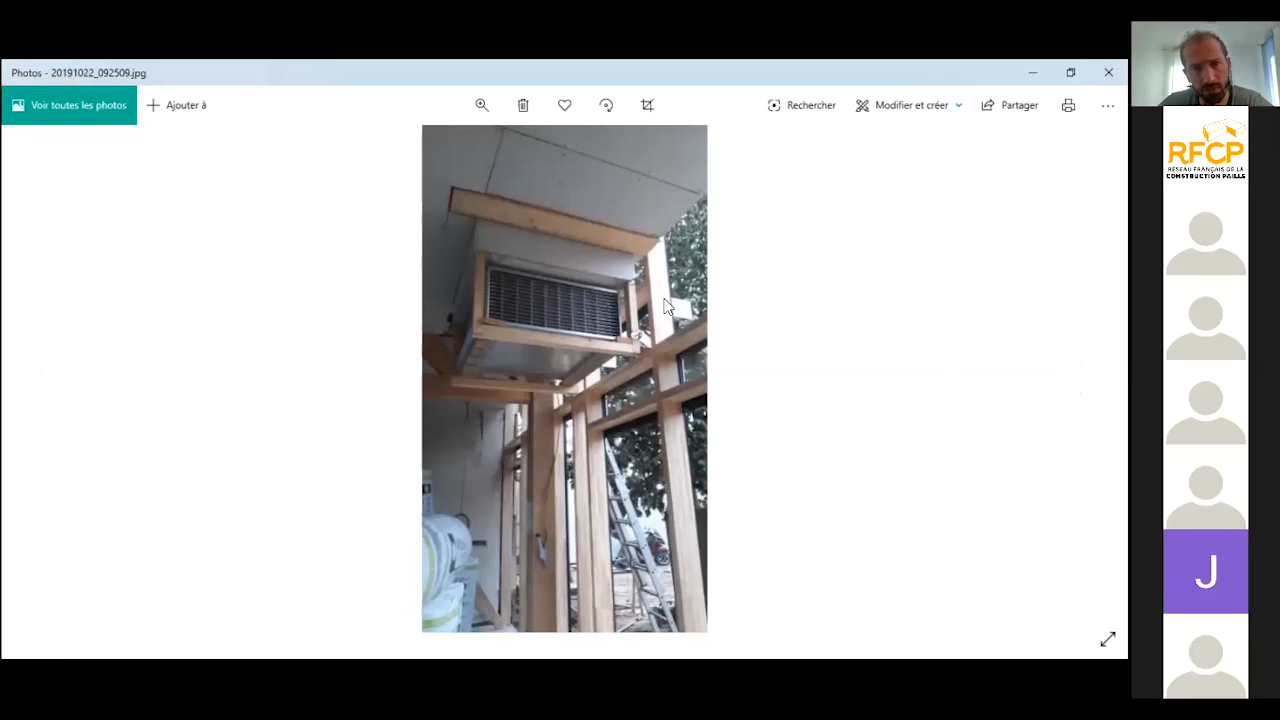 Photos - 20191022_092509.jpg
Voir toutes les photos
Ajouter à
Rechercher
Modifier et créer
Partager
RFCP
RÉSEAU FRANÇAIS DE LA
CONSTRUCTION PAILLE
J